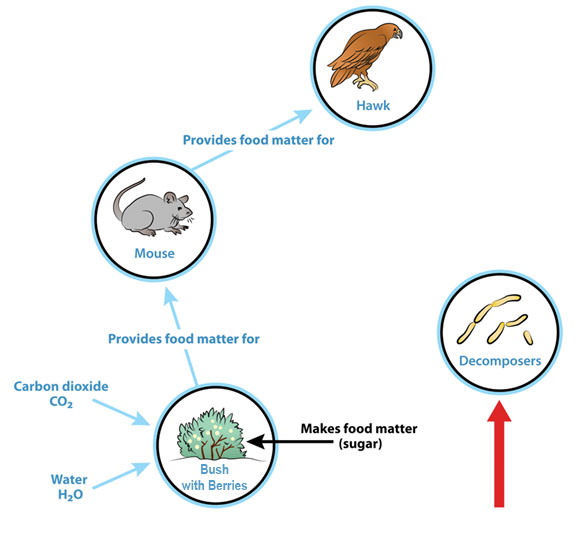 Hawk
Provides food matter for
Mouse
Provides food matter for
Decomposers
Carbon dioxide
CO₂
Makes food matter
(sugar)
Bush
with Berries
Water
H₂O